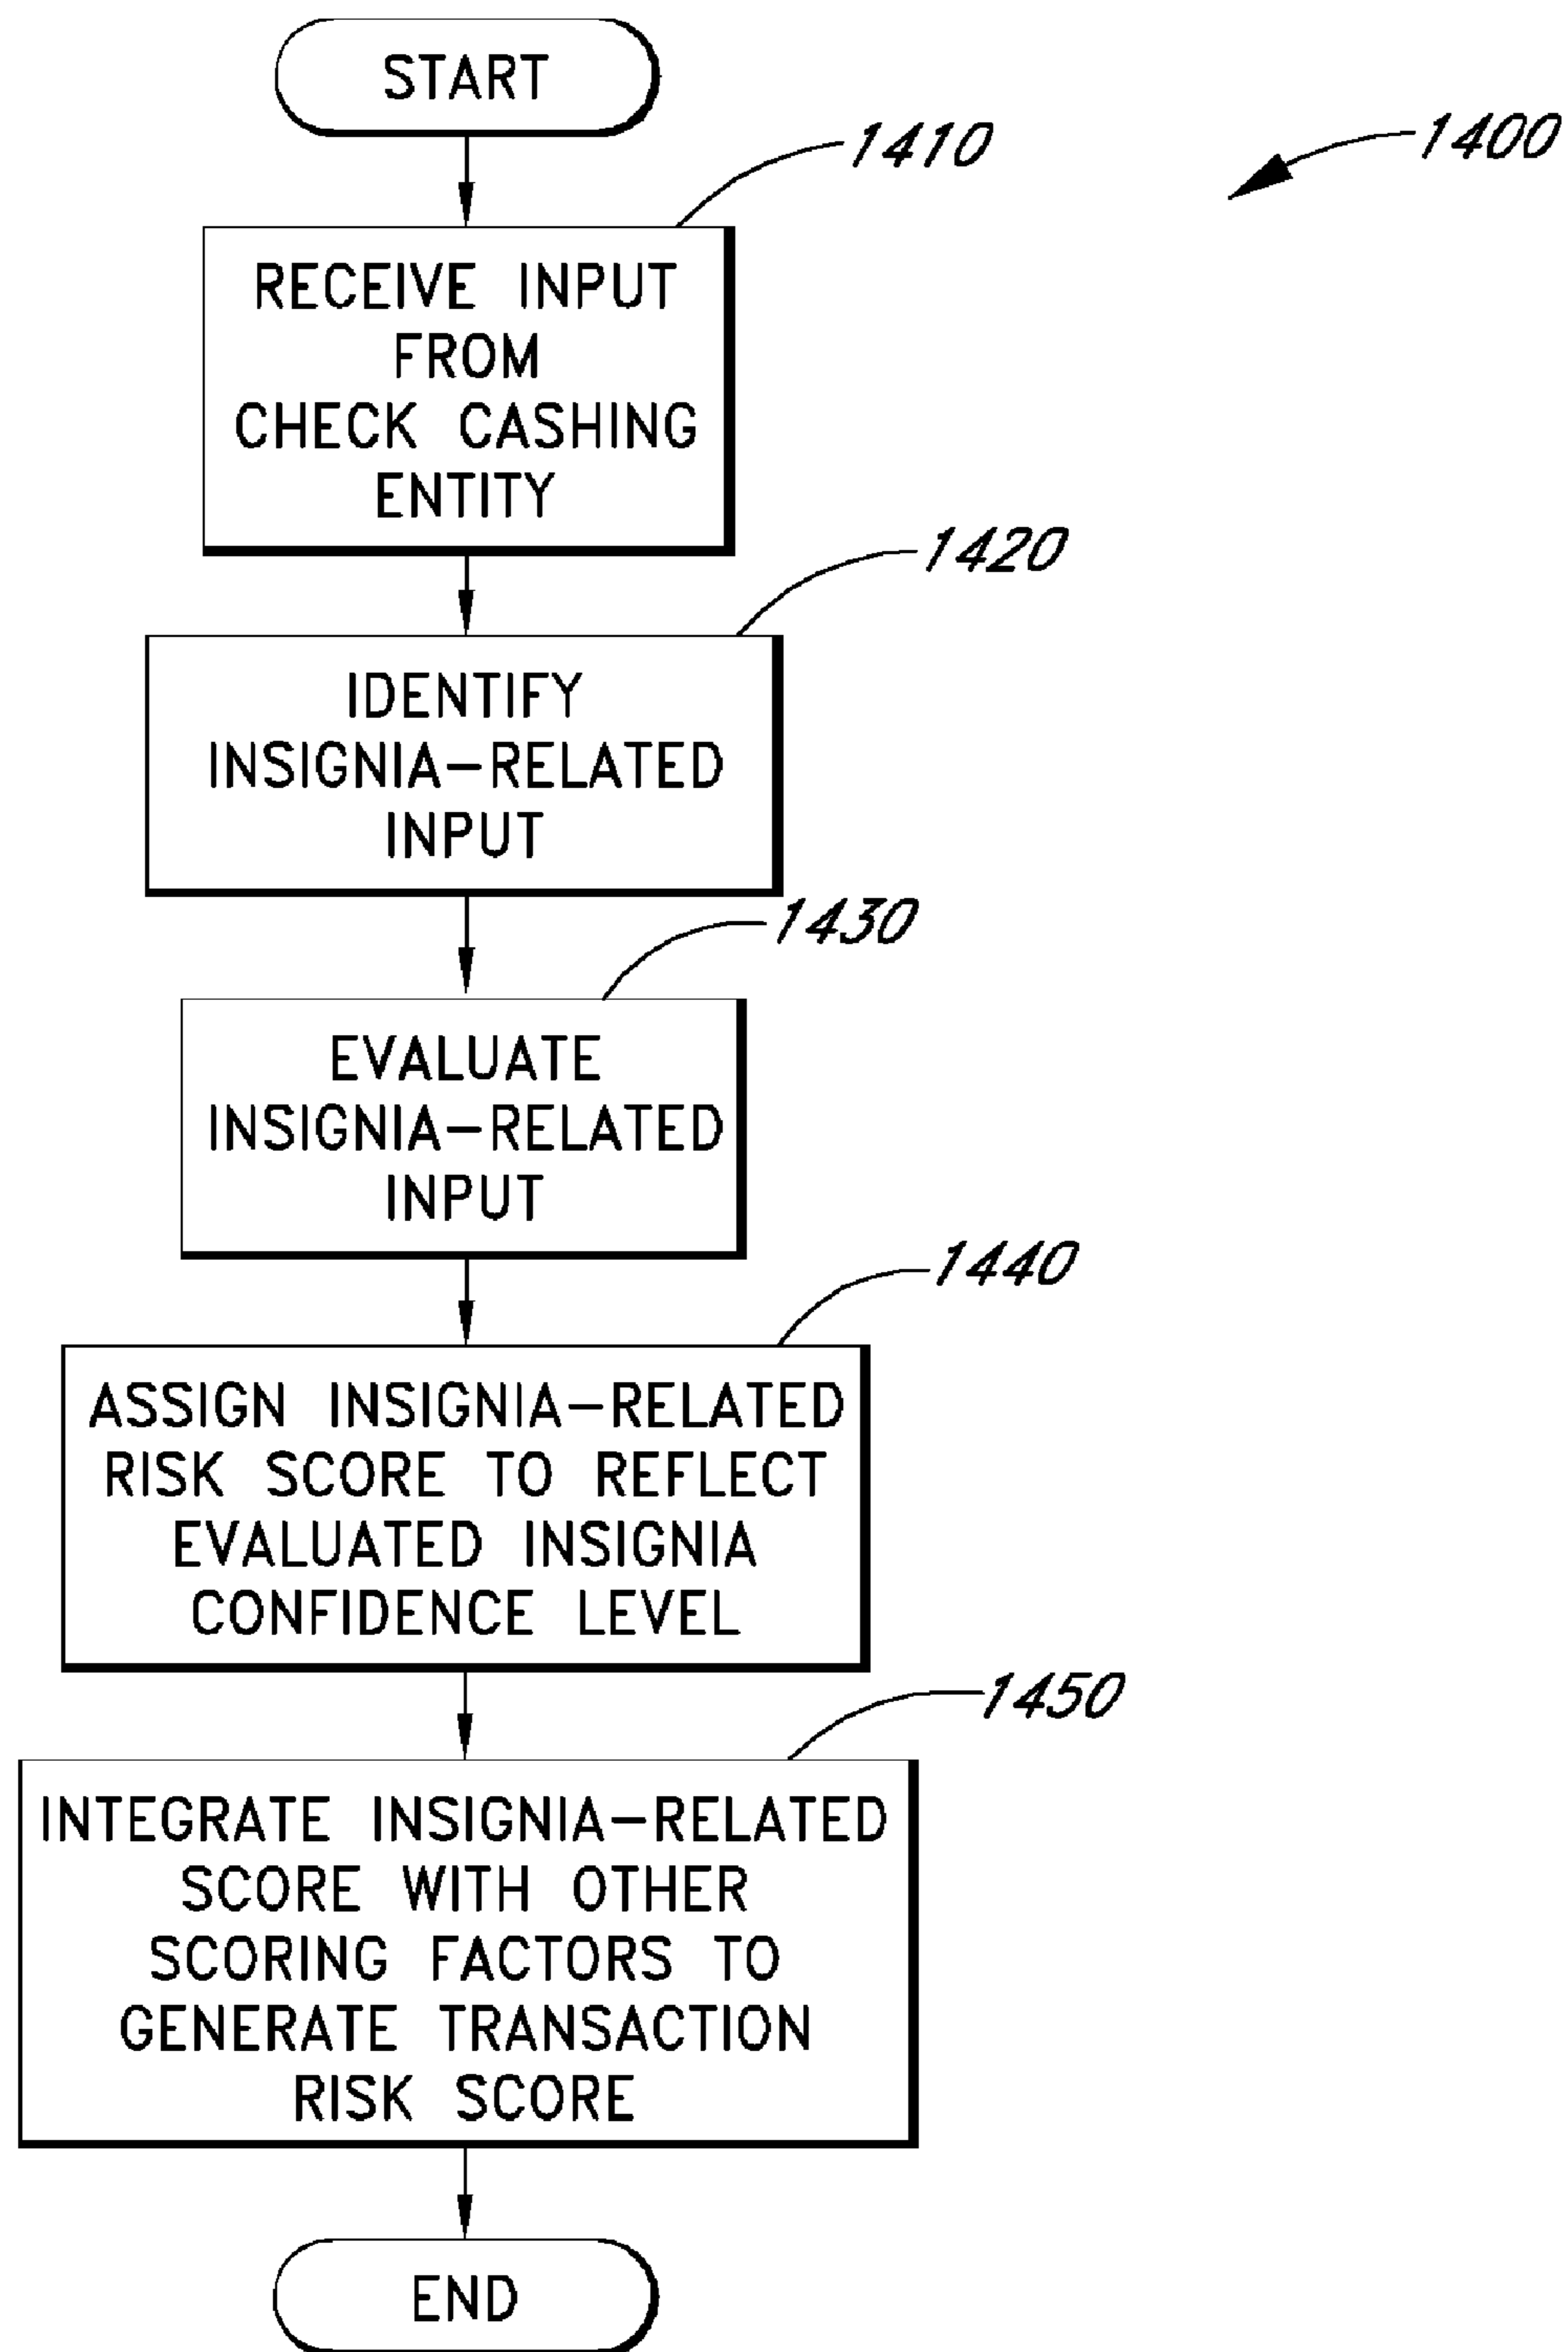 START
1410
1400
RECEIVE INPUT
FROM
CHECK CASHING
ENTITY
1420
IDENTIFY
INSIGNIA-RELATED
INPUT
1430
EVALUATE
INSIGNIA-RELATED
INPUT
1440
ASSIGN INSIGNIA-RELATED
RISK SCORE TO REFLECT
EVALUATED INSIGNIA
CONFIDENCE LEVEL
1450
INTEGRATE INSIGNIA-RELATED
SCORE WITH OTHER
SCORING FACTORS TO
GENERATE TRANSACTION
RISK SCORE
END